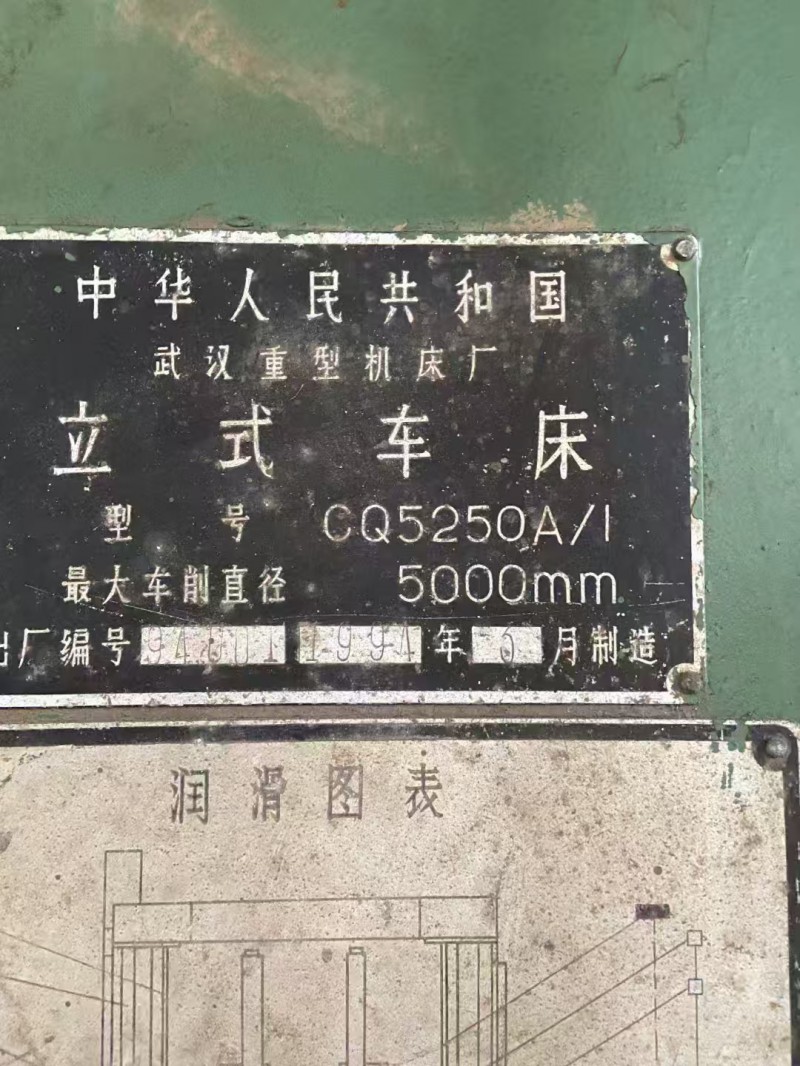 中华人民共和国
武汉重型机床厂
立式车床
型号 CQ5250A/1
最大车削直径 5000mm
出厂编号 1994年 月制造
润滑图表